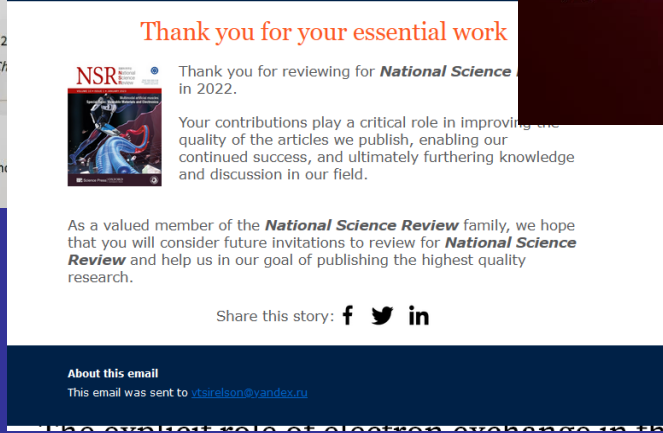 Thank you for your essential work
NSR National Science Review
Thank you for reviewing for National Science
in 2022.
Your contributions play a critical role in improving the
quality of the articles we publish, enabling our
continued success, and ultimately furthering knowledge
and discussion in our field.
As a valued member of the National Science Review family, we hope
that you will consider future invitations to review for National Science
Review and help us in our goal of publishing the highest quality
research.
Share this story:
About this email
This email was sent to vtsirelson@yandex.ru
The explicit role of electron exchange in th